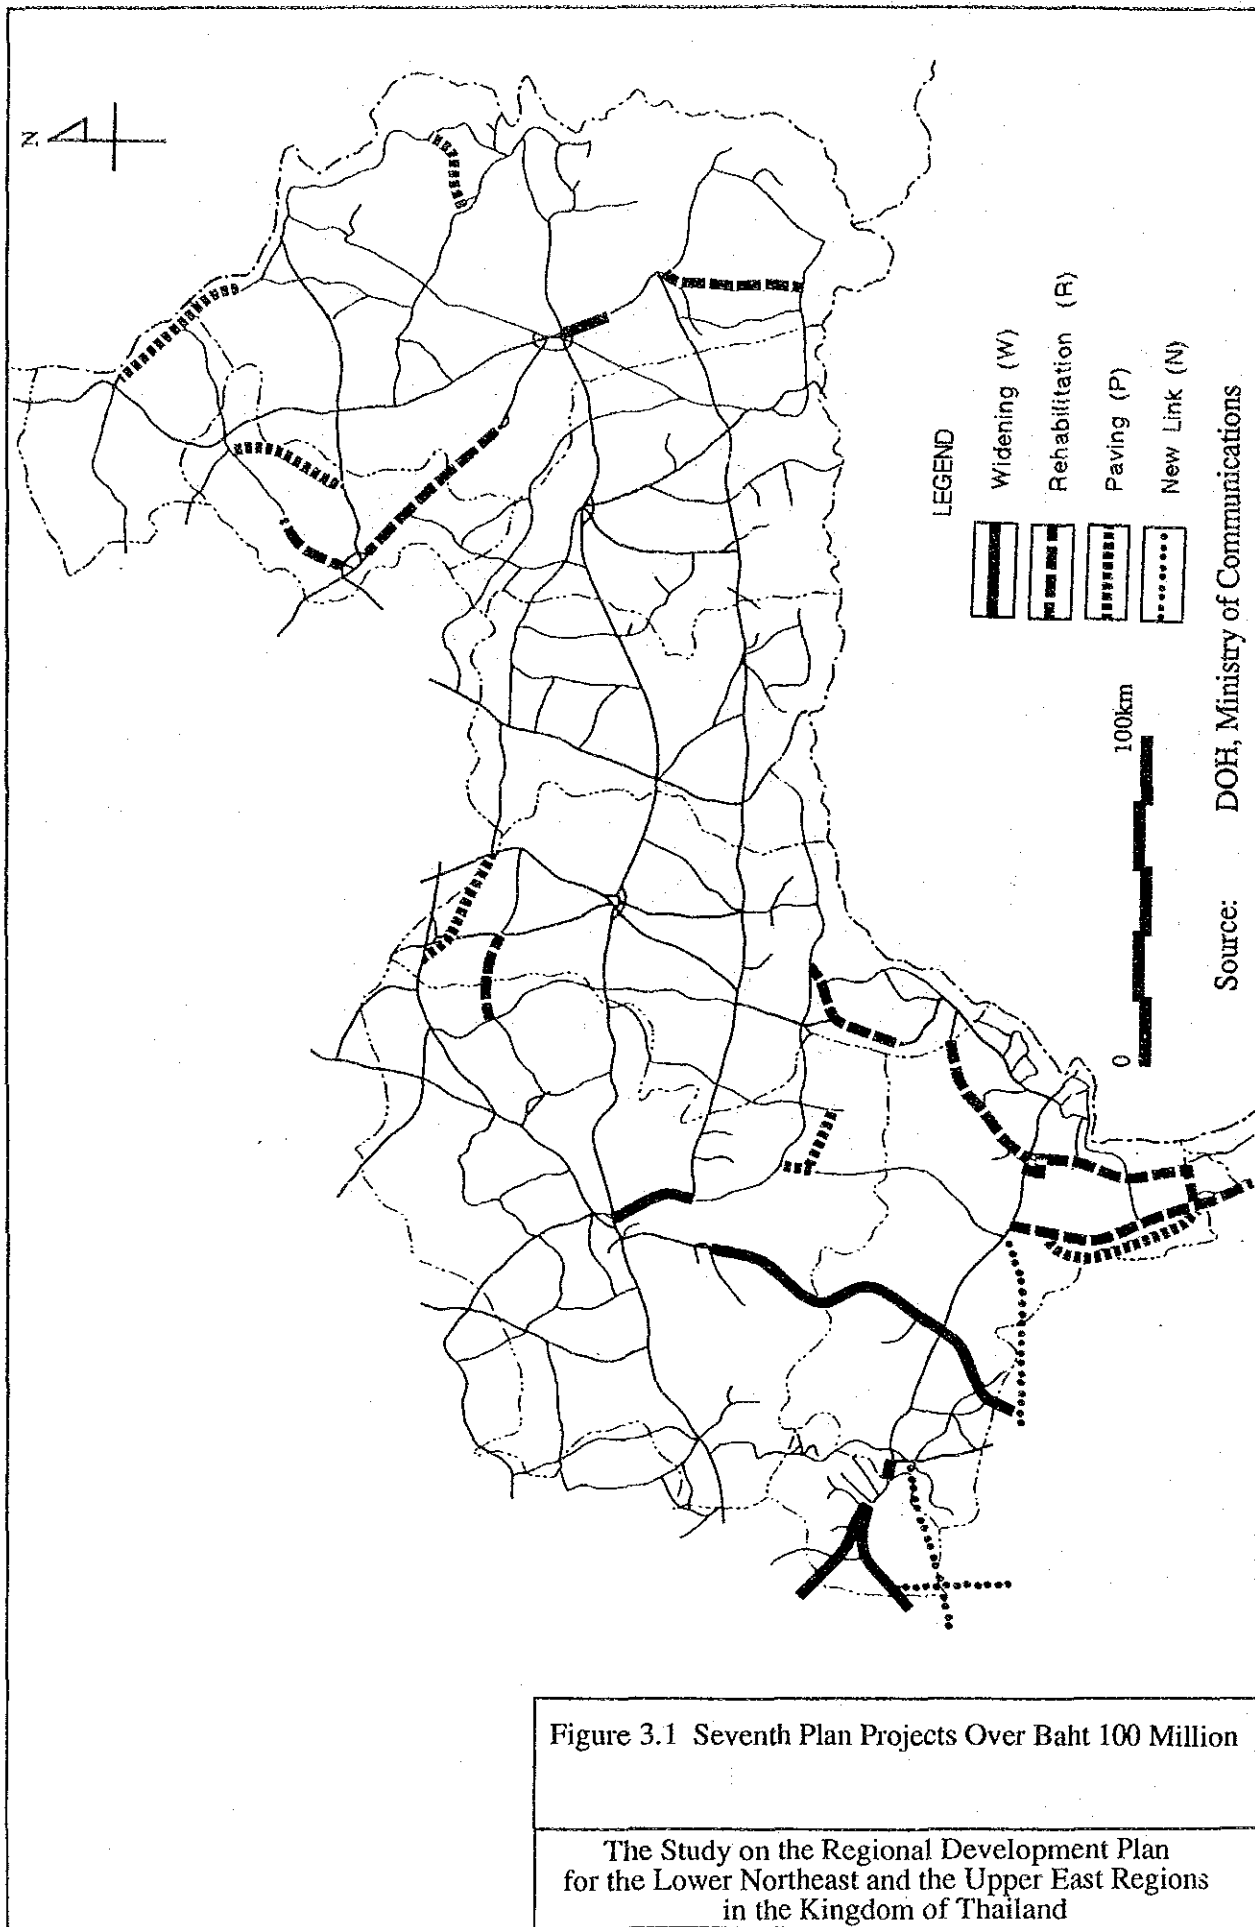 N.
LEGEND
Widening (W)
Rehabilitation (R)
Paving (P)
New Link (N)
0
100km
Source: DOH, Ministry of Communications
Figure 3.1 Seventh Plan Projects Over Baht 100 Million
The Study on the Regional Development Plan
for the Lower Northeast and the Upper East Regions
in the Kingdom of Thailand